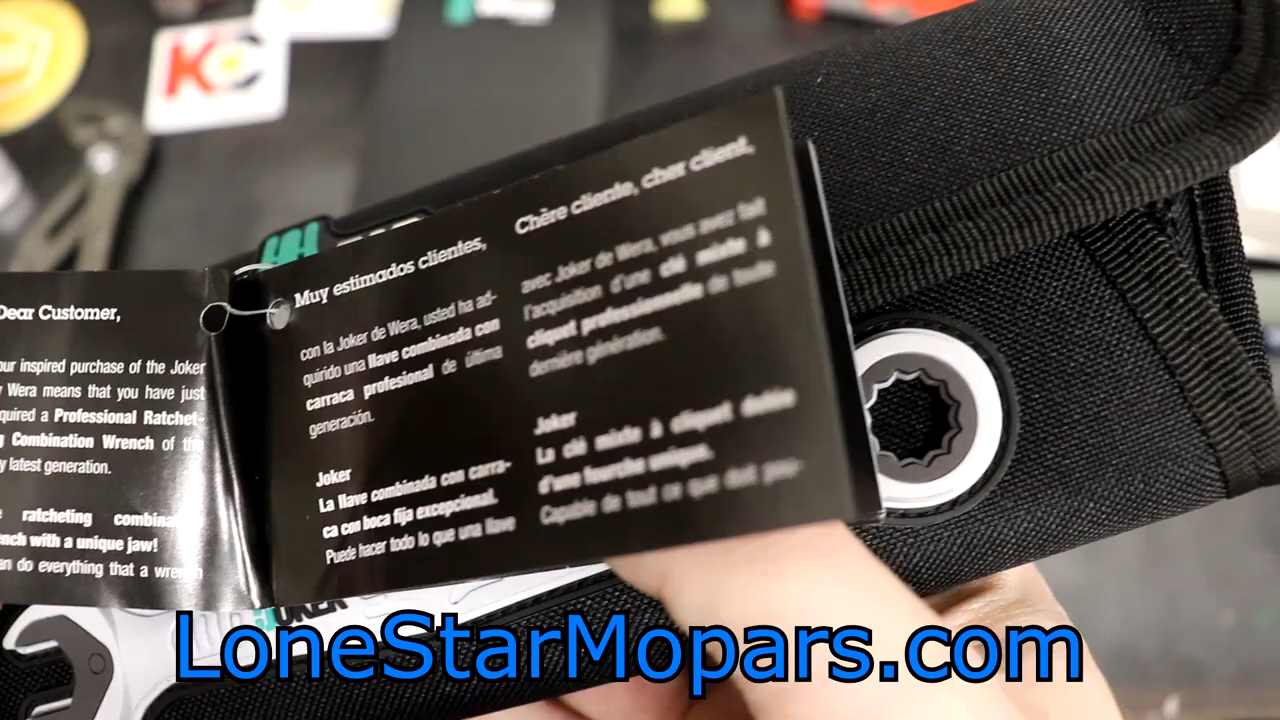 KC
Dear Customer,
our inspired purchase of the Joker
Wera means that you have just
quired a Professional Ratchet-
Combination Wrench of the
latest generation.
ratcheting combina
nch with a unique jaw!
an do everything that a wrench
Muy estimados clientes,
con la Joker de Wera, usted ha ad-
quirido una llave combinada con
carraca profesional de última
generación.
Joker
La llave combinada con carra-
ca con boca fija excepcional.
Puede hacer todo lo que una llave
Chère cliente, cher client,
avec Joker de Wera, vous avez fait
l'acquisition d'une clé mixte à
cliquet professionnelle de toute
dernière génération.
Joker
La clé mixte à cliquet dotée
d'une fourche unique.
Capable de tout ce que doit pou-
JOKER
LoneStarMopars.com